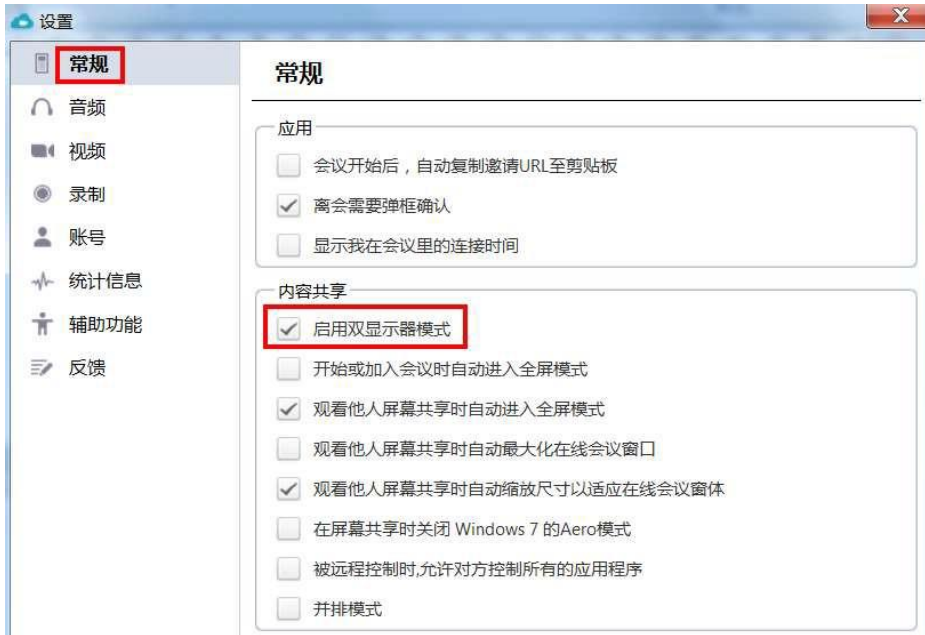 设置
常规
音频
视频
录制
账号
统计信息
辅助功能
反馈
常规
应用
会议开始后，自动复制邀请URL至剪贴板
离会需要弹框确认
显示我在会议里的连接时间
内容共享
启用双显示器模式
开始或加入会议时自动进入全屏模式
观看他人屏幕共享时自动进入全屏模式
观看他人屏幕共享时自动最大化在线会议窗口
观看他人屏幕共享时自动缩放尺寸以适应在线会议窗体
在屏幕共享时关闭 Windows 7 的Aero模式
被远程控制时,允许对方控制所有的应用程序
并排模式